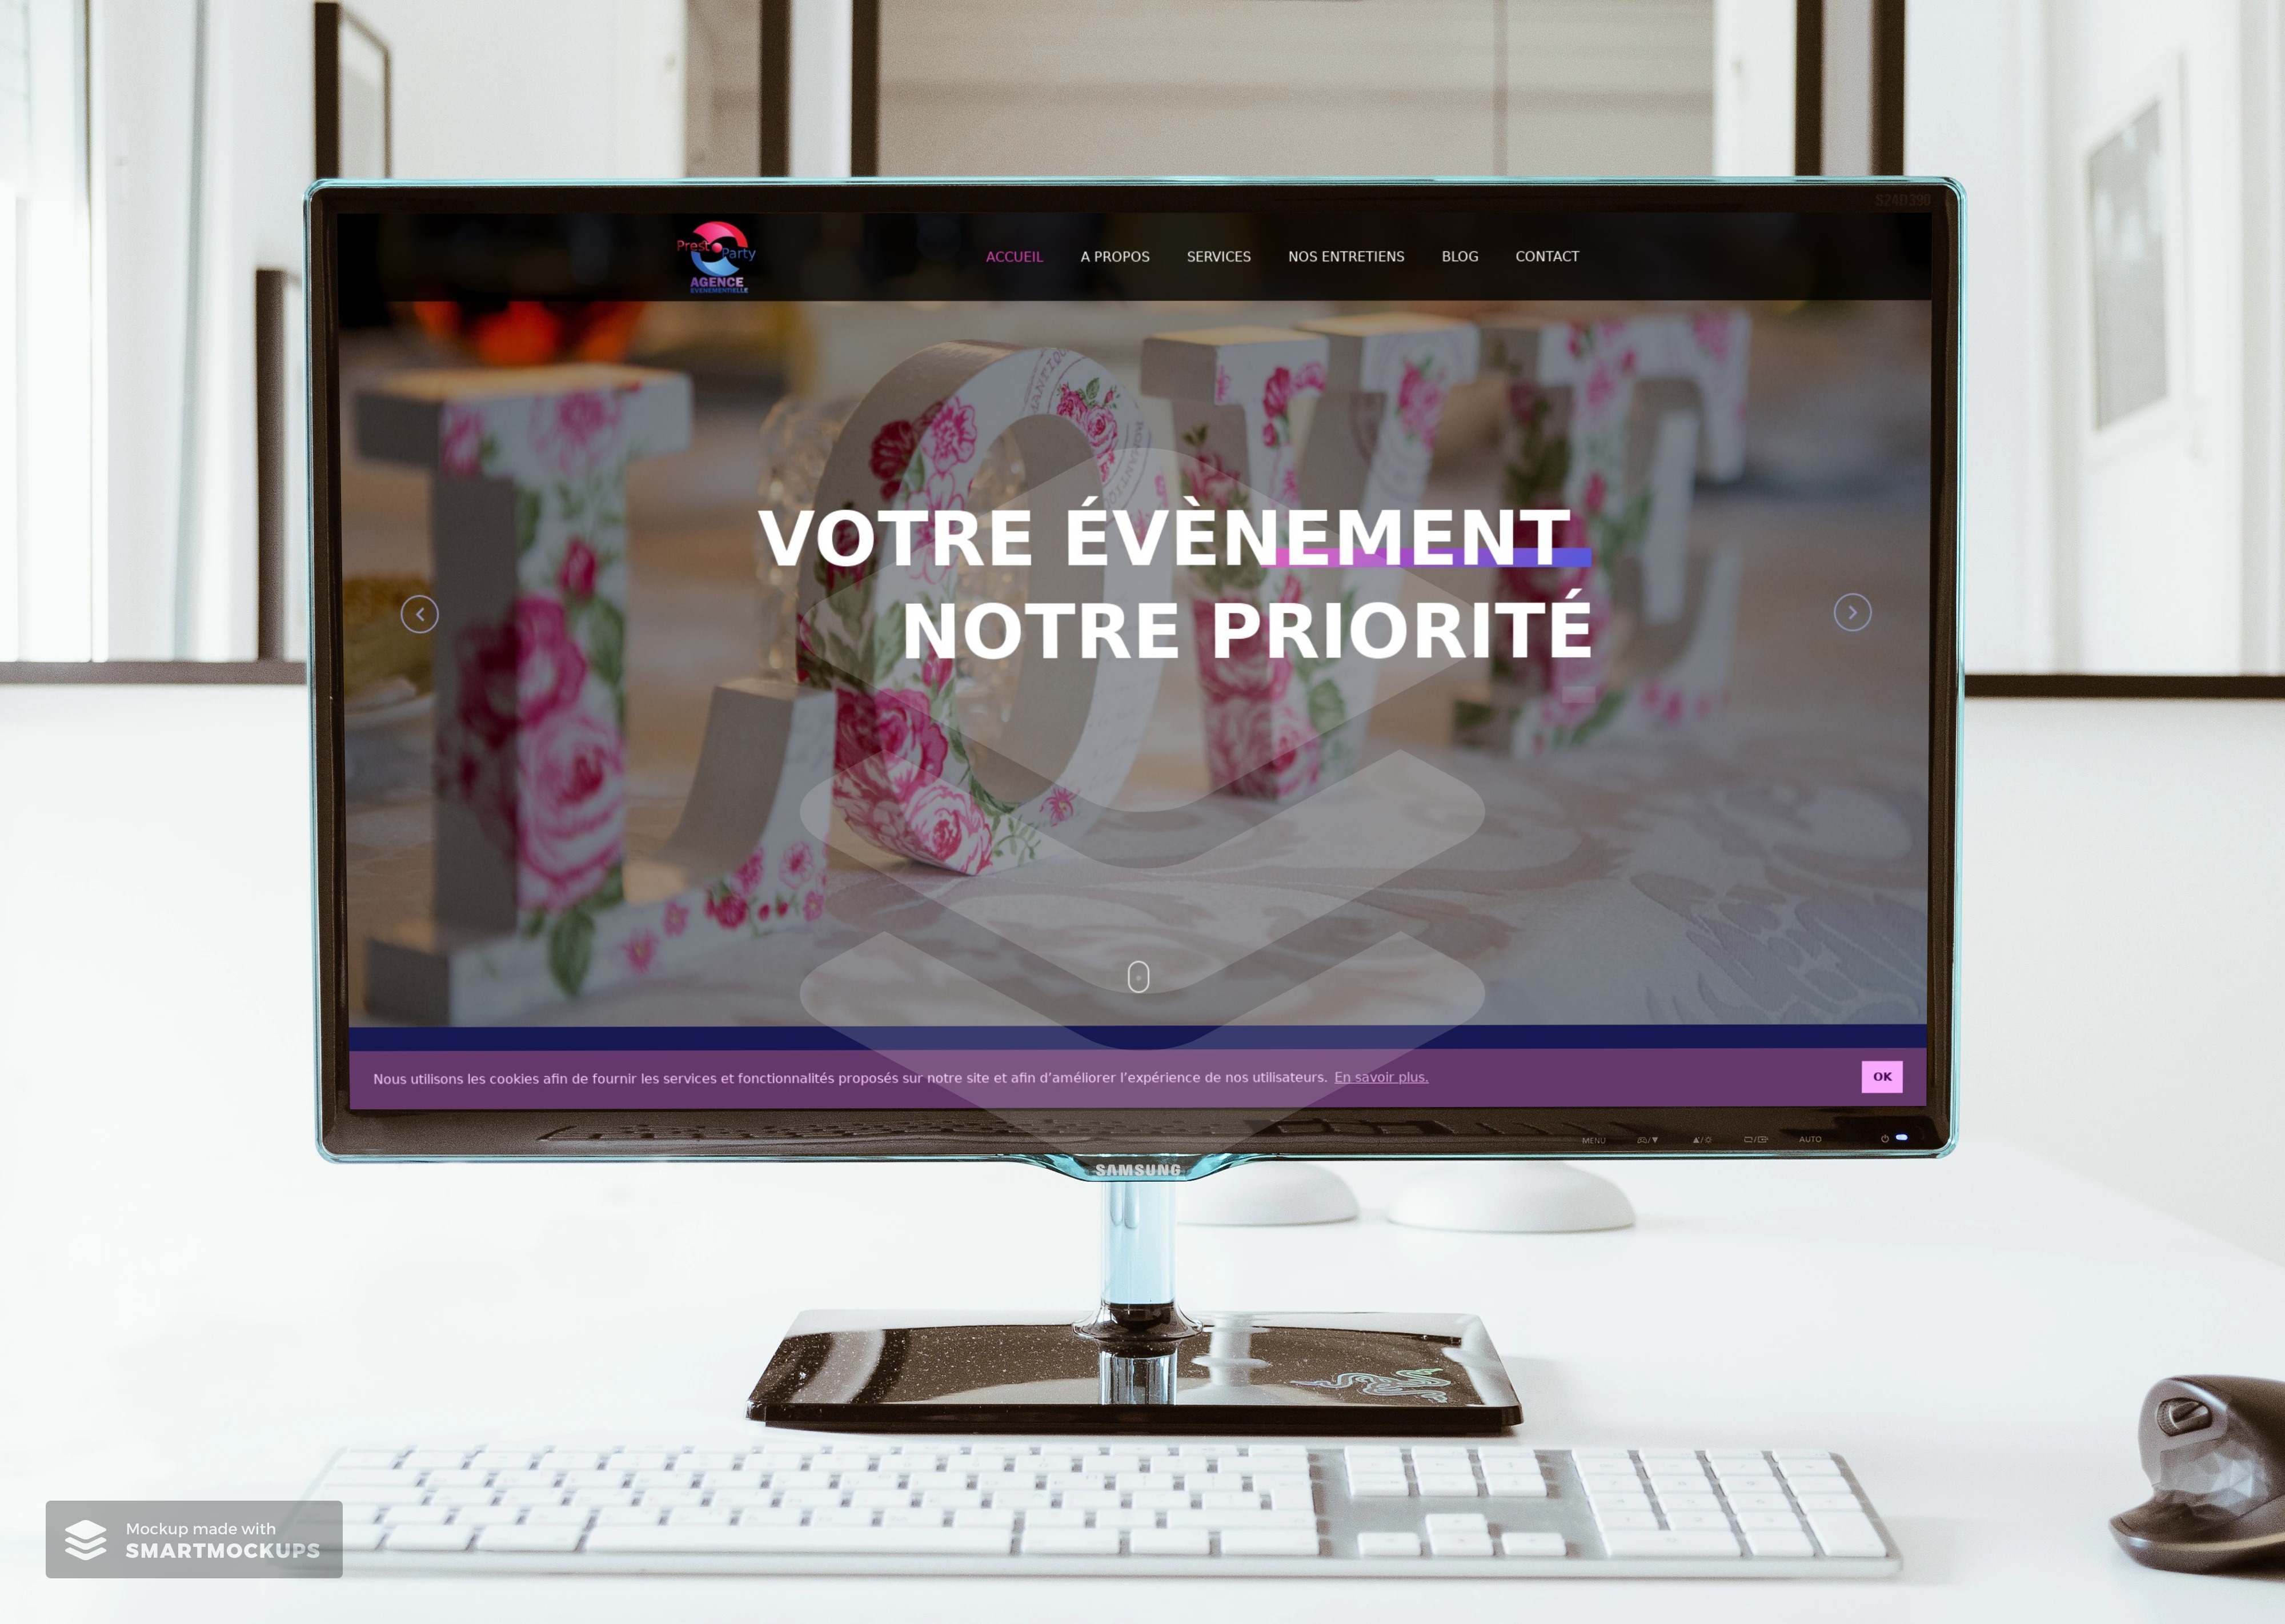 S24D390
Presto Party
AGENCE
ÉVÉNEMENTIELLE
ACCUEIL A PROPOS SERVICES NOS ENTRETIENS BLOG CONTACT
LOVE
VOTRE ÉVÈNEMENT
NOTRE PRIORITÉ
Nous utilisons les cookies afin de fournir les services et fonctionnalités proposés sur notre site et afin d’améliorer l’expérience de nos utilisateurs. En savoir plus. OK
MENU AUTO
SAMSUNG
Mockup made with
SMARTMOCKUPS